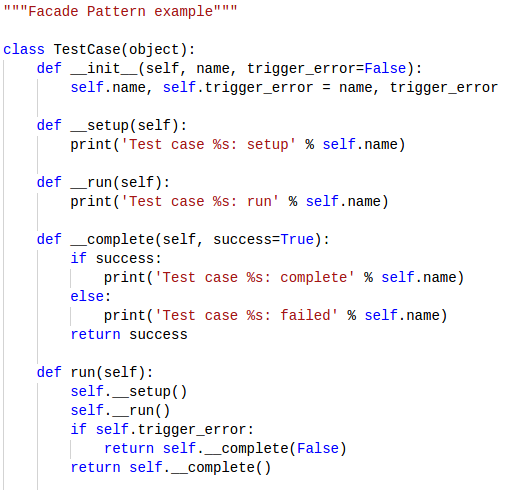 """Facade Pattern example"""
class TestCase(object):
    def __init__(self, name, trigger_error=False):
        self.name, self.trigger_error = name, trigger_error
    def __setup(self):
        print('Test case %s: setup' % self.name)
    def __run(self):
        print('Test case %s: run' % self.name)
    def __complete(self, success=True):
        if success:
            print('Test case %s: complete' % self.name)
        else:
            print('Test case %s: failed' % self.name)
        return success
    def run(self):
        self.__setup()
        self.__run()
        if self.trigger_error:
            return self.__complete(False)
        return self.__complete()